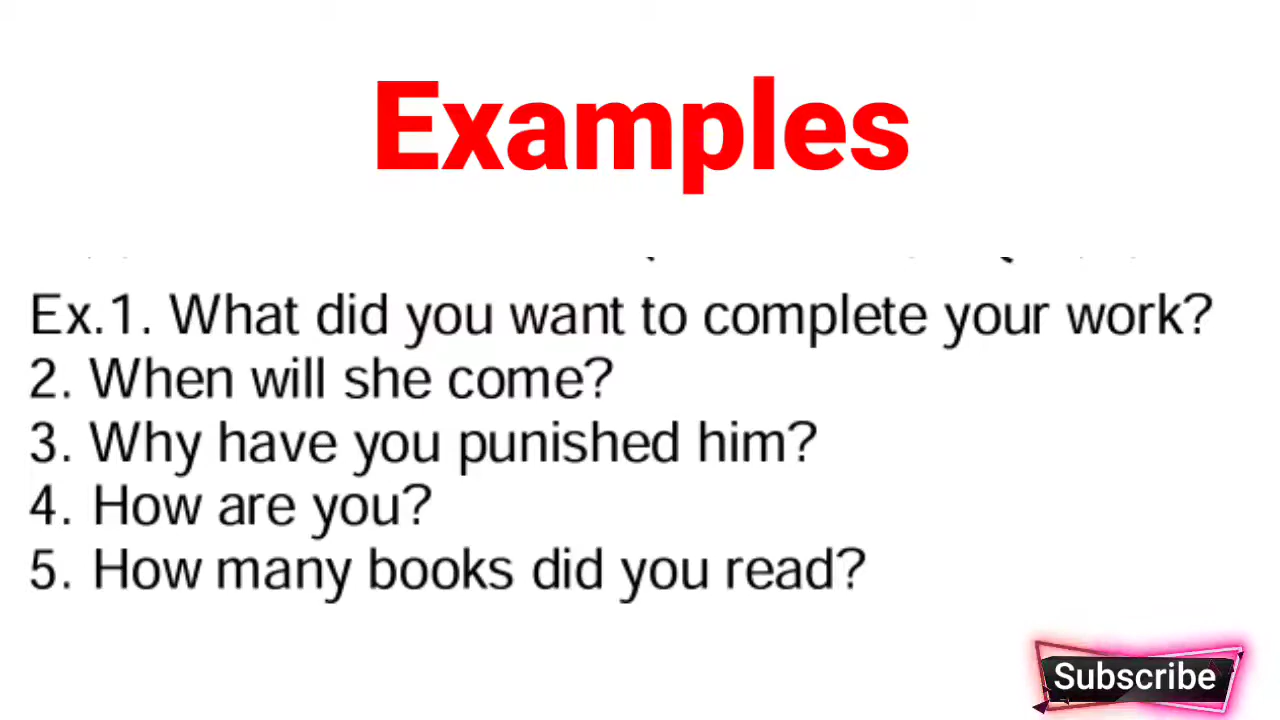 Examples
Ex.1. What did you want to complete your work?
2. When will she come?
3. Why have you punished him?
4. How are you?
5. How many books did you read?
Subscribe